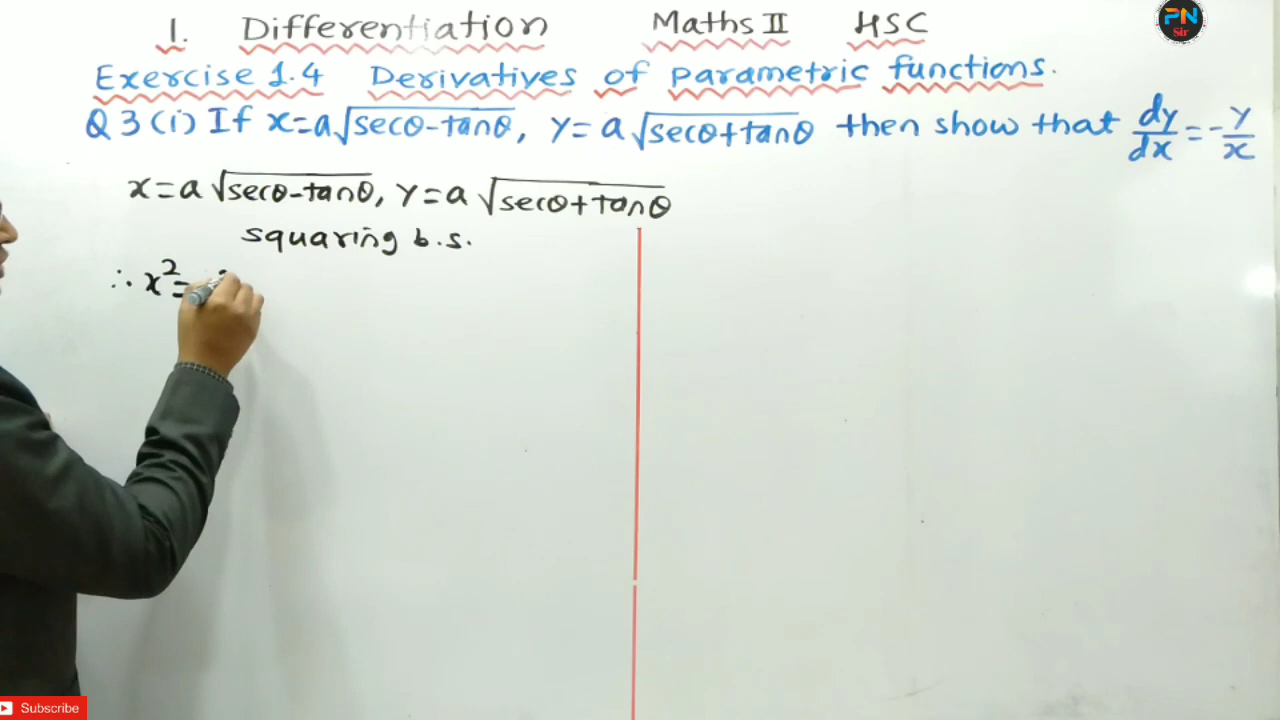 1. Differentiation Maths II HSC
PN Sir
Exercise 1.4 Derivatives of parametric functions.
Q 3 (i) If x=a√(secθ-tanθ), y=a√(secθ+tanθ) then show that dy/dx = -y/x
x=a√(secθ-tanθ), y=a√(secθ+tanθ)
squaring b.s.
∴ x²=
Subscribe